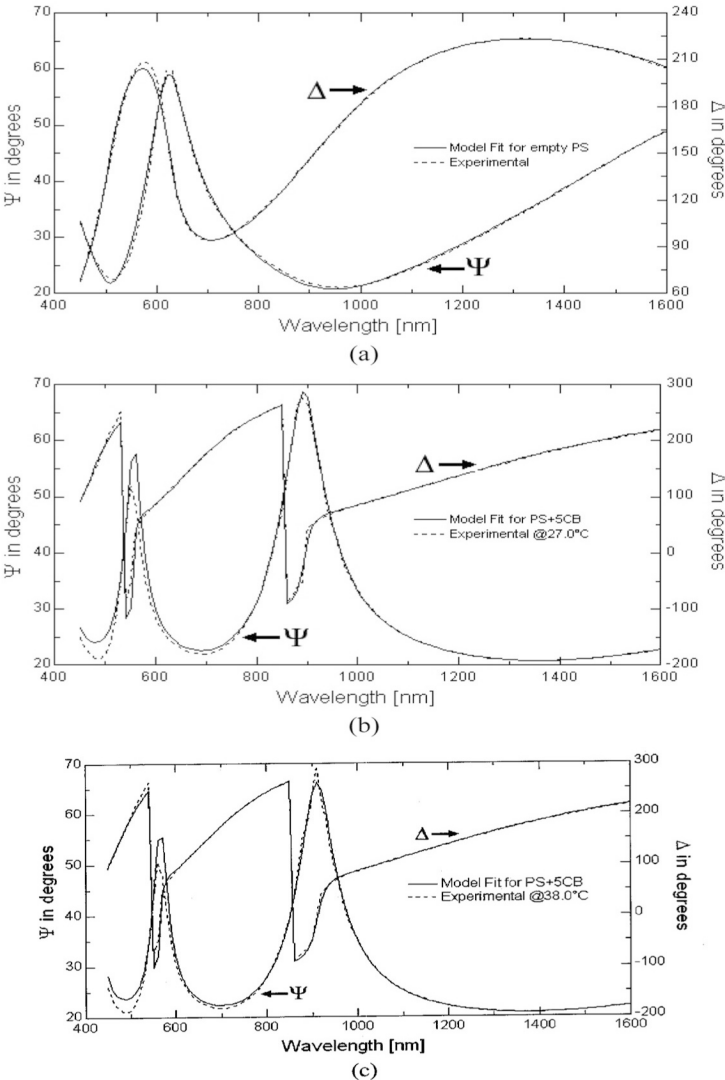 70
60
50
40
30
20
Ψ in degrees
240
210
180
150
120
90
60
Δ in degrees
Δ
Model Fit for empty PS
Experimental
Ψ
400 600 800 1000 1200 1400 1600
Wavelength [nm]
(a)
70
60
50
40
30
20
Ψ in degrees
300
200
100
0
-100
-200
Δ in degrees
Δ
Model Fit for PS+5CB
Experimental @27.0°C
Ψ
400 600 800 1000 1200 1400 1600
Wavelength [nm]
(b)
70
60
50
40
30
20
Ψ in degrees
300
200
100
0
-100
-200
Δ in degrees
Δ
Model Fit for PS+5CB
Experimental @38.0°C
Ψ
400 600 800 1000 1200 1400 1600
Wavelength [nm]
(c)